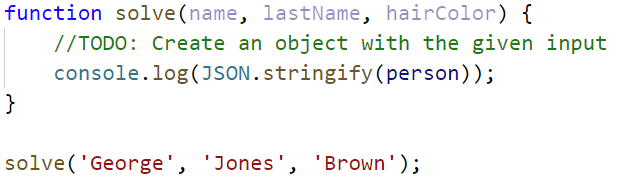 function solve(name, lastName, hairColor) {
    //TODO: Create an object with the given input
    console.log(JSON.stringify(person));
}

solve('George', 'Jones', 'Brown');